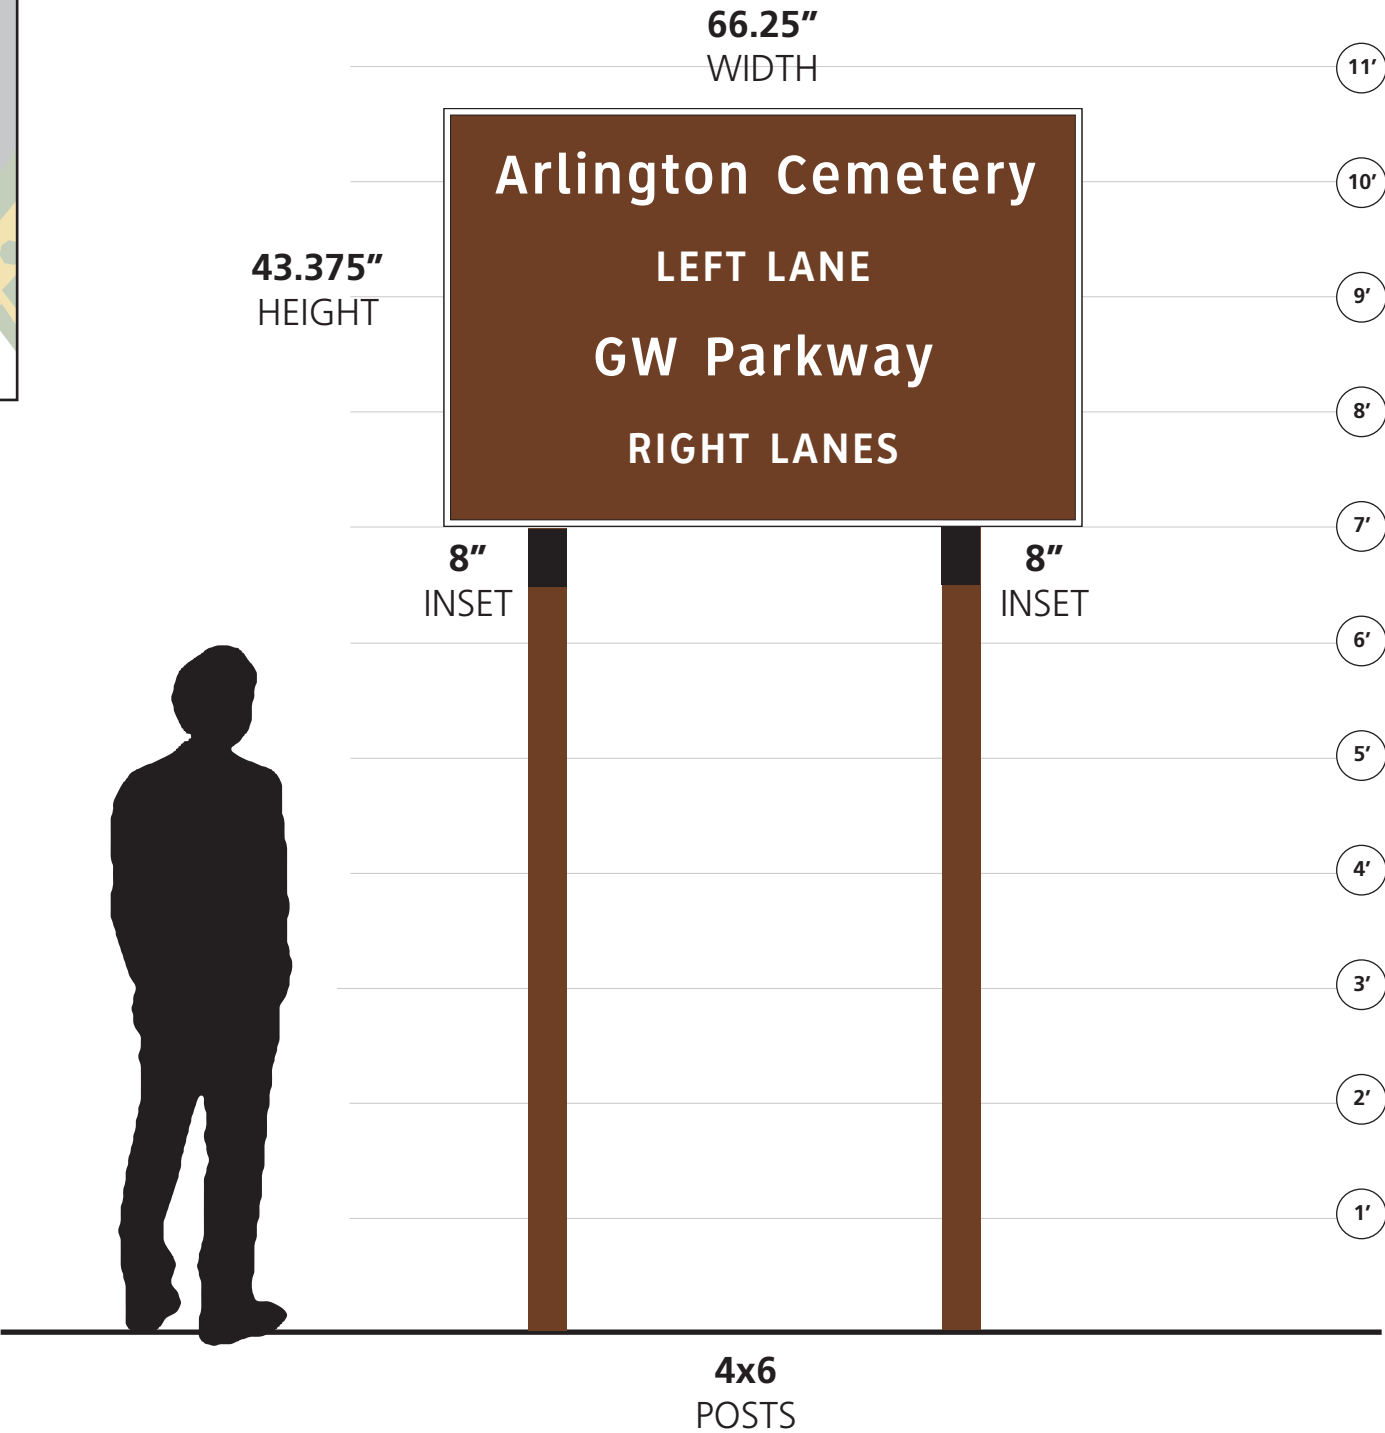 66.25”
WIDTH
11’
Arlington Cemetery
10’
LEFT LANE
43.375”
HEIGHT
9’
GW Parkway
8’
RIGHT LANES
7’
8”
INSET
8”
INSET
6’
5’
4’
3’
2’
1’
4x6
POSTS